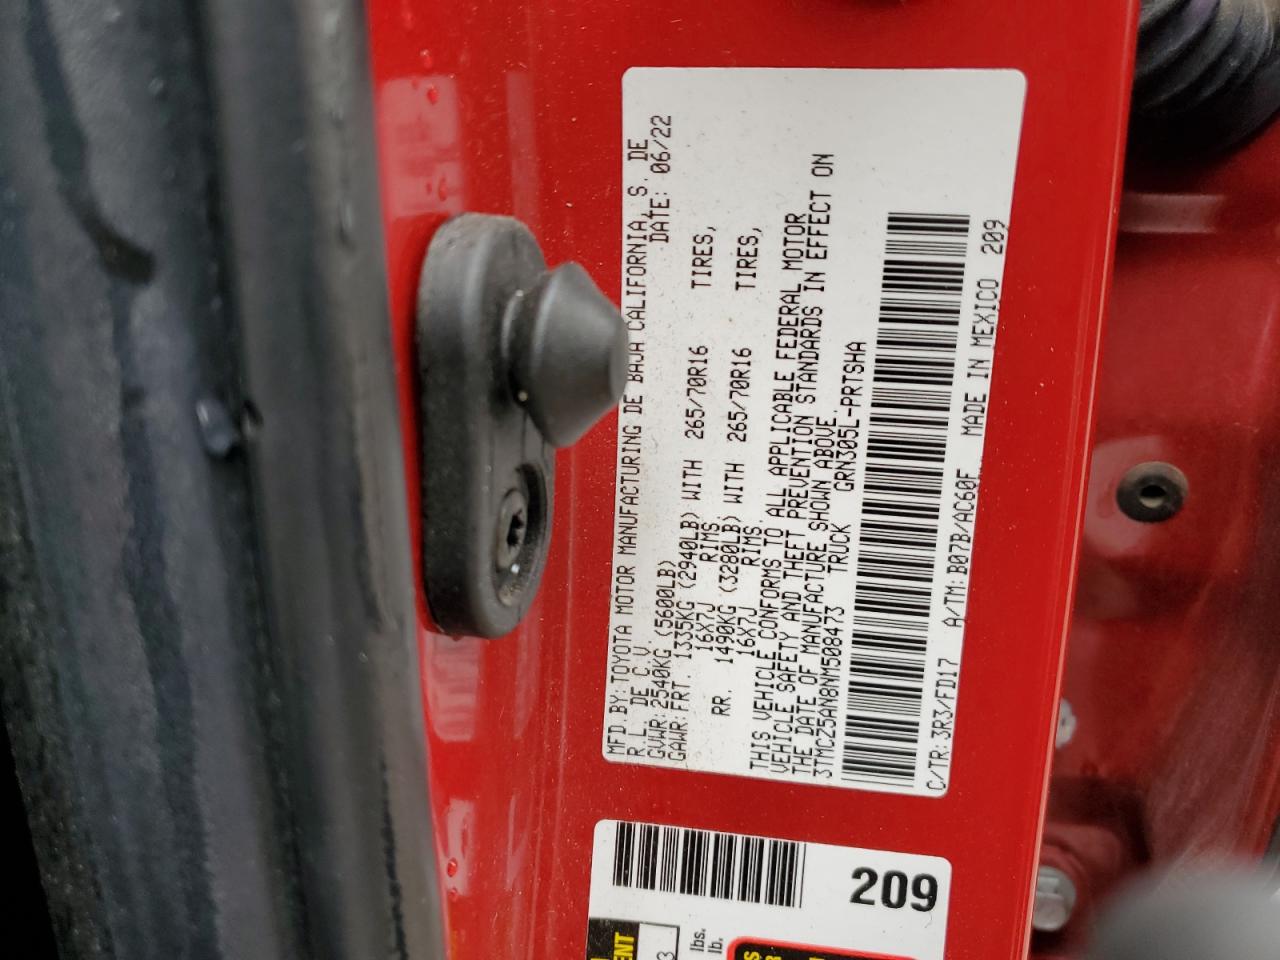 MFD.BY:TOYOTA MOTOR MANUFACTURING DE BAJA CALIFORNIA, S. DE
R.L. DE C.V. DATE: 06/22
GVWR:2540KG (5600LB)
GAWR:FRT. 1335KG (2940LB) WITH 265/70R16 TIRES,
16X7J RIMS
RR. 1490KG (3280LB) WITH 265/70R16 TIRES,
16X7J RIMS.
THIS VEHICLE CONFORMS TO ALL APPLICABLE FEDERAL MOTOR
VEHICLE SAFETY AND THEFT PREVENTION STANDARDS IN EFFECT ON
THE DATE OF MANUFACTURE SHOWN ABOVE.
3TMCZ5AN8NM508473 TRUCK GRN305L-PRTSHA
C/TR:3R3/FD17 A/TM:B07B/AC60F MADE IN MEXICO 209
209
lbs.
lb.
3